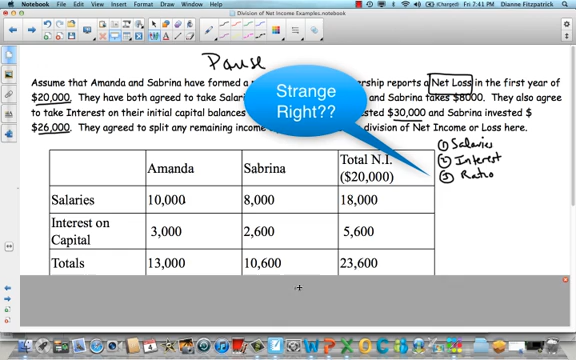 Notebook File Edit View Insert Format
(Charged) Fri 7:41 PM Dianne Fitzpatrick
Division of Net Income Examples.notebook
Pause
Assume that Amanda and Sabrina have formed a ership reports a Net Loss in the first year of
$20,000. They have both agreed to take Salari and Sabrina takes $8000. They also agree
to take Interest on their initial capital balances sted $30,000 and Sabrina invested $
26,000. They agreed to split any remaining income division of Net Income or Loss here.
Strange
Right??
① Salaries
② Interest
③ Ratio
Amanda Sabrina Total N.I.
($20,000)
Salaries 10,000 8,000 18,000
Interest on
Capital 3,000 2,600 5,600
Totals 13,000 10,600 23,600